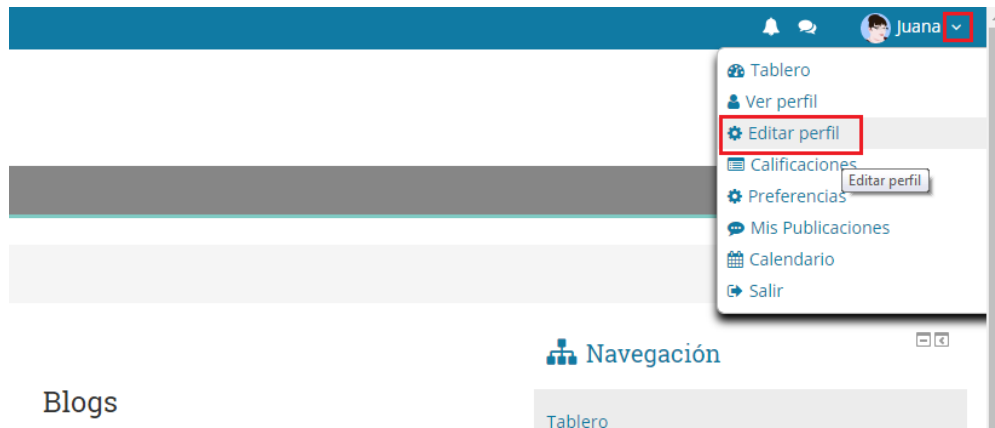 Juana
Tablero
Ver perfil
Editar perfil
Calificaciones
Editar perfil
Preferencias
Mis Publicaciones
Calendario
Salir
Navegación
Blogs
Tablero